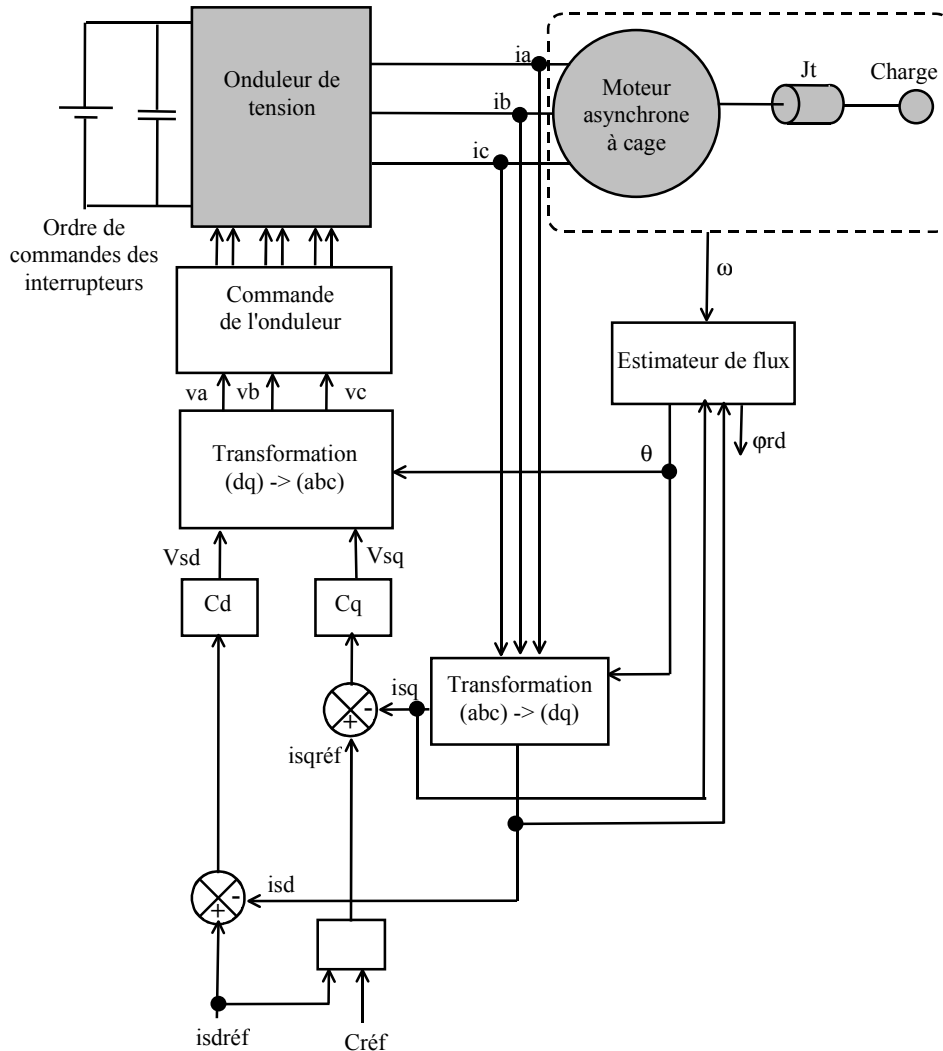 Onduleur de
tension
ia
ib
ic
Moteur
asynchrone
à cage
Jt
Charge
Ordre de
commandes des
interrupteurs
Commande
de l'onduleur
ω
Estimateur de flux
va
vb
vc
φrd
θ
Transformation
(dq) -> (abc)
Vsd
Vsq
Cd
Cq
isq
-
+
Transformation
(abc) -> (dq)
isqréf
isd
-
+
isdréf
Créf